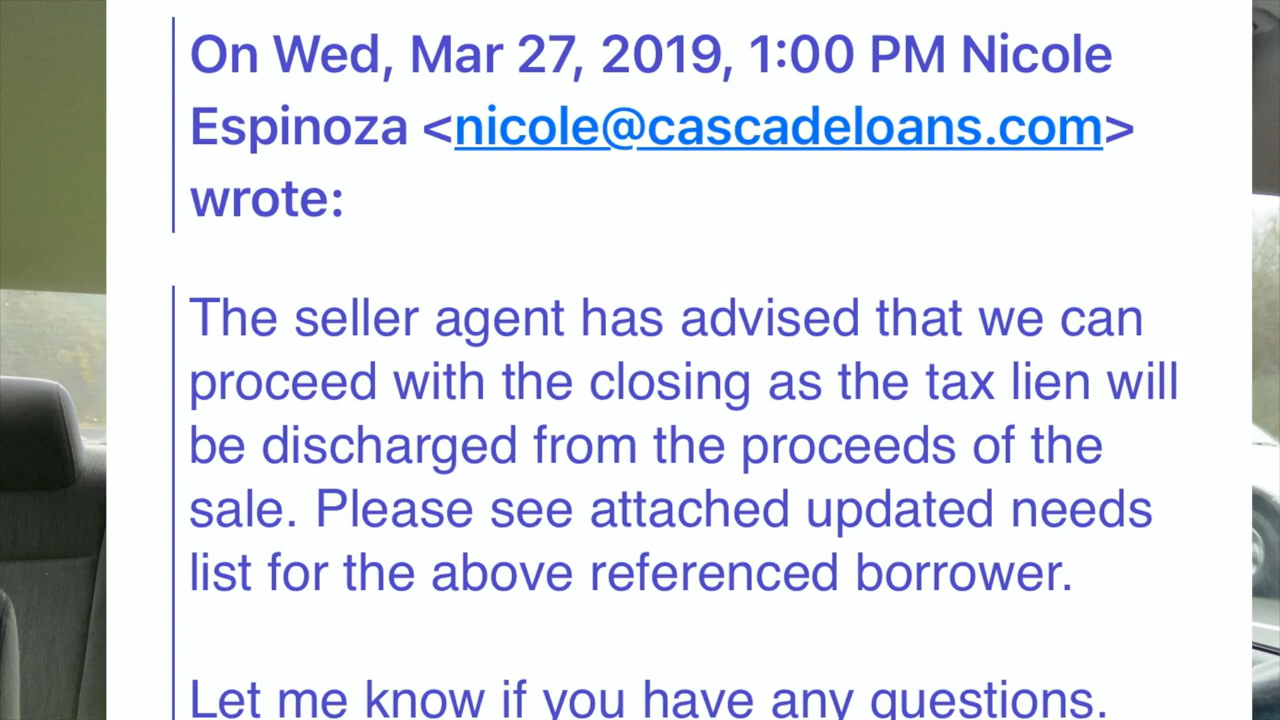 On Wed, Mar 27, 2019, 1:00 PM Nicole
Espinoza <nicole@cascadeloans.com>
wrote:
The seller agent has advised that we can
proceed with the closing as the tax lien will
be discharged from the proceeds of the
sale. Please see attached updated needs
list for the above referenced borrower.
Let me know if you have any questions.